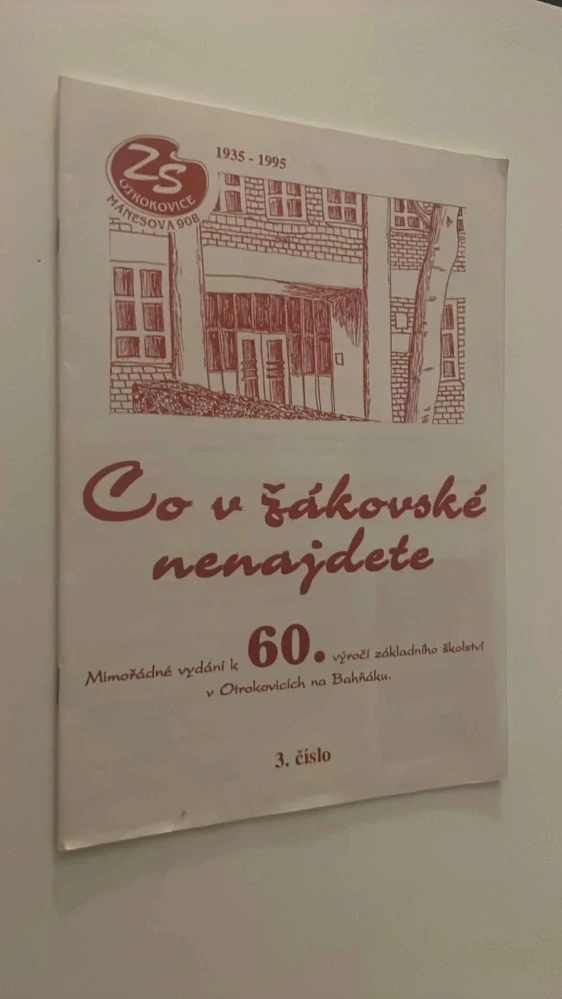 ZŠ
OTROKOVICE
MÁNESOVA 908
1935 - 1995
Co v žákovské
nenajdete
Mimořádné vydání k 60. výročí základního školství
v Otrokovicích na Bahňáku.
3. číslo